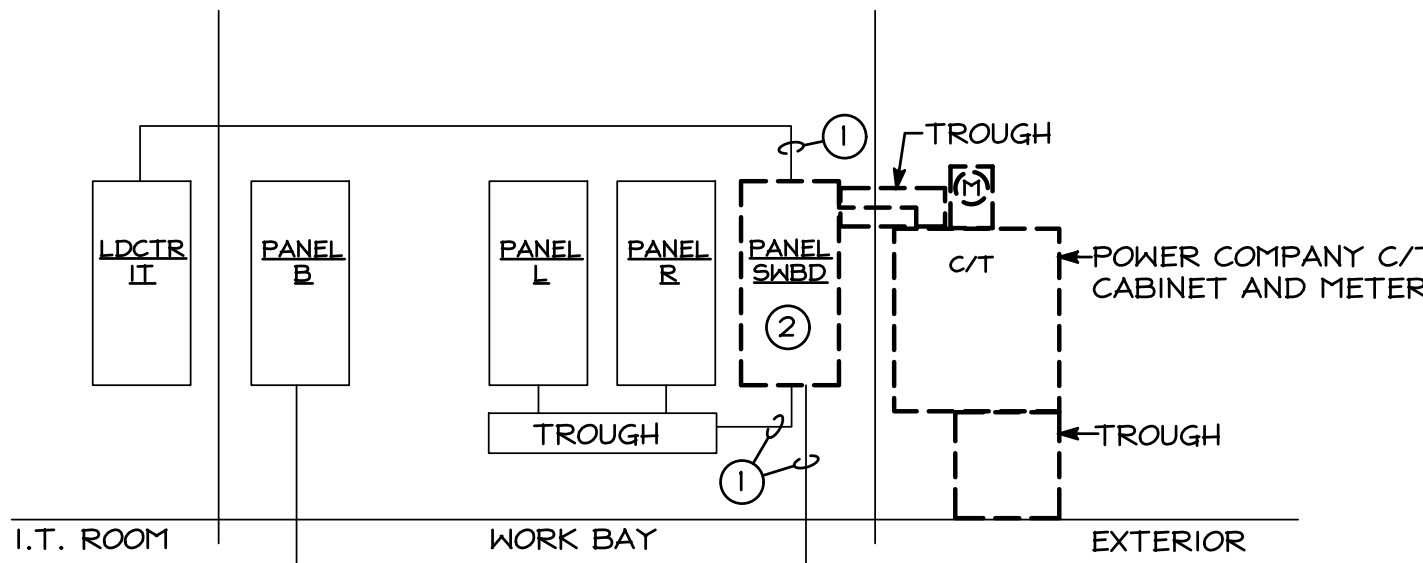 1
TROUGH
M
LDCTR
IT
PANEL
B
PANEL
L
PANEL
R
PANEL
SWBD
2
C/T
POWER COMPANY C/T
CABINET AND METER
TROUGH
TROUGH
1
I.T. ROOM
WORK BAY
EXTERIOR